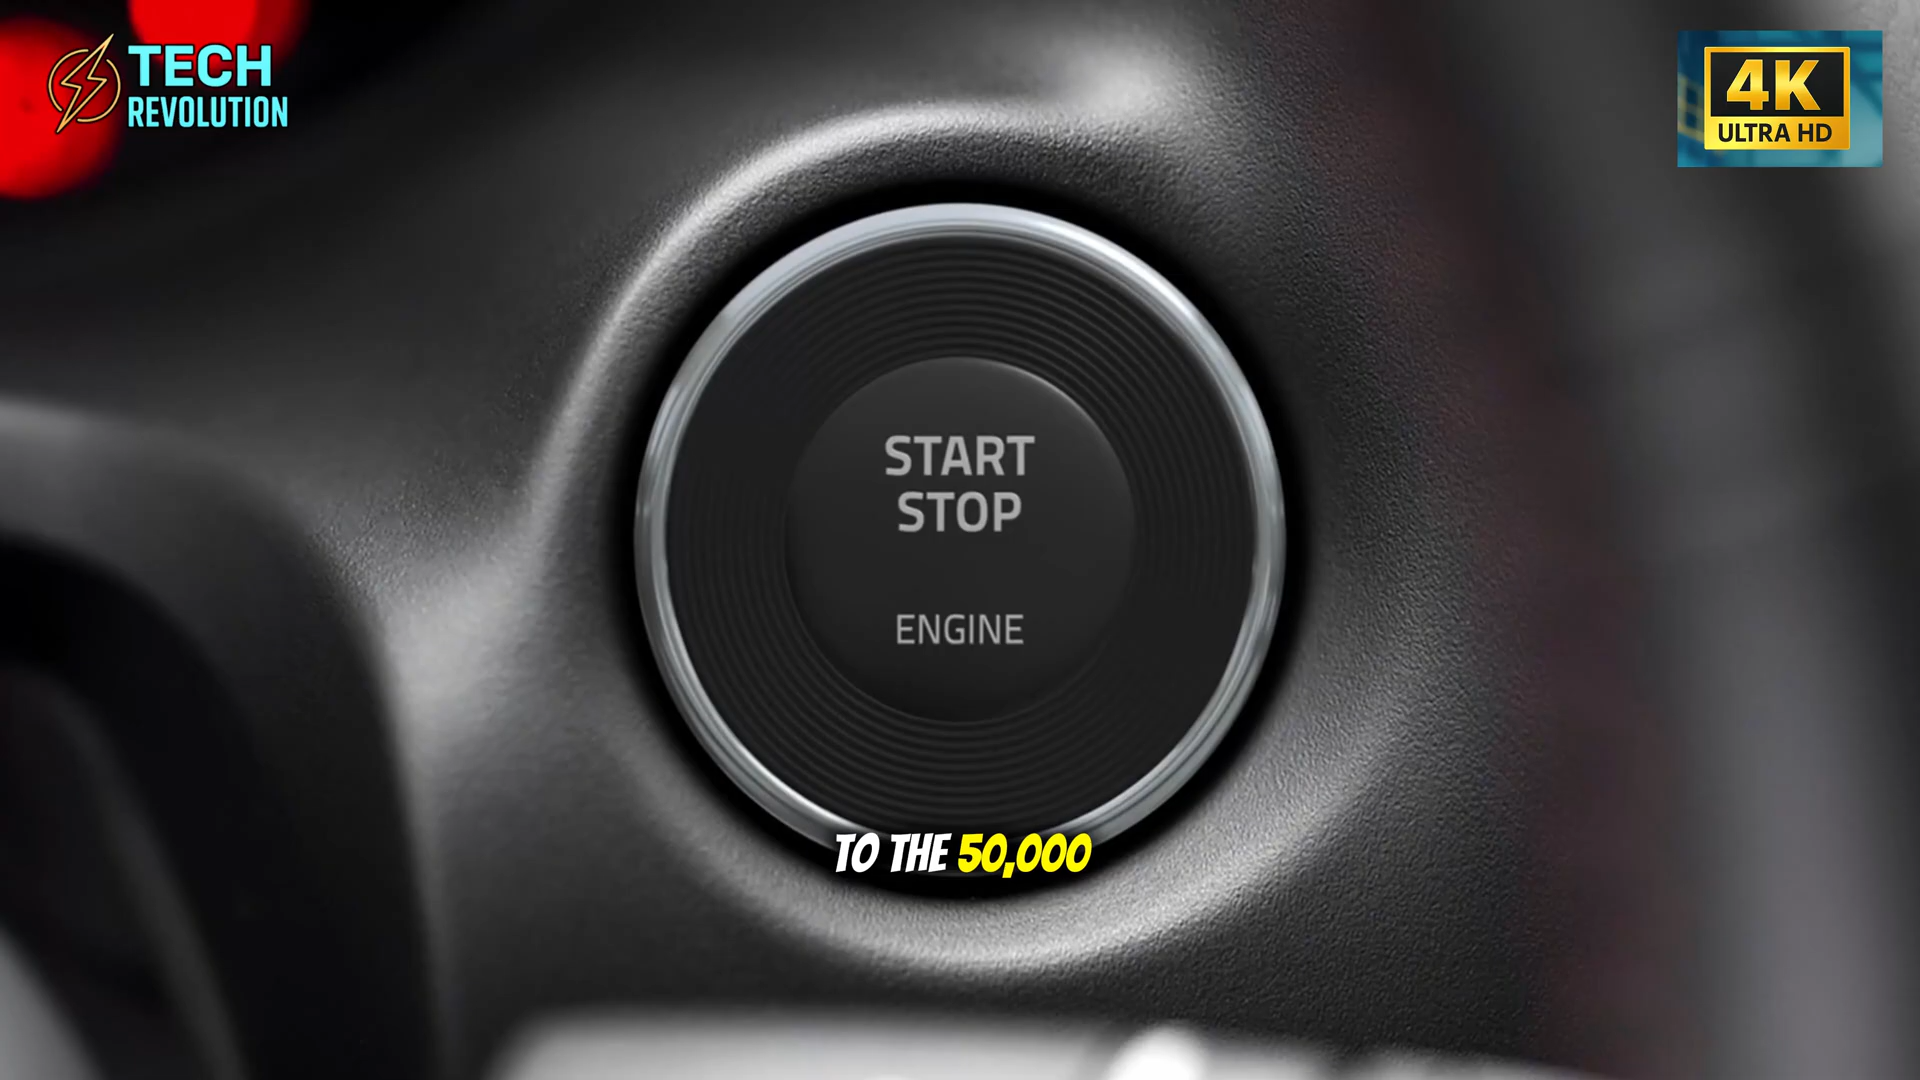 TECH
REVOLUTION
4K
ULTRA HD
START
STOP
ENGINE
TO THE 50,000